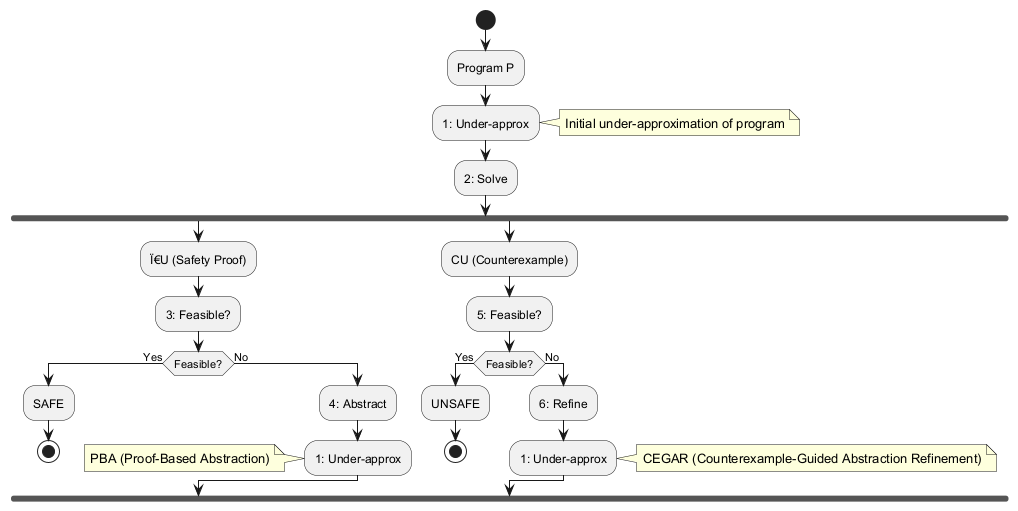 Program P
1: Under-approx
Initial under-approximation of program
2: Solve
Ï€U (Safety Proof)
3: Feasible?
Feasible?
Yes
No
SAFE
4: Abstract
PBA (Proof-Based Abstraction)
1: Under-approx
CU (Counterexample)
5: Feasible?
Feasible?
Yes
No
UNSAFE
6: Refine
1: Under-approx
CEGAR (Counterexample-Guided Abstraction Refinement)